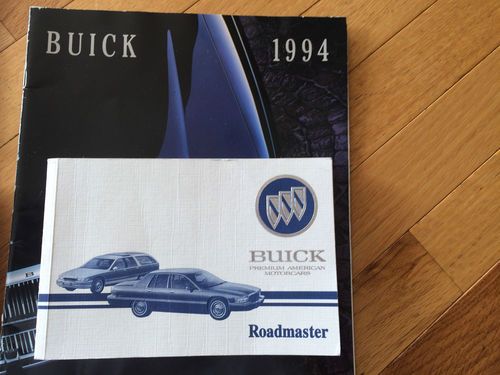 BUICK 1994
BUICK
PREMIUM AMERICAN
MOTORCARS
Roadmaster